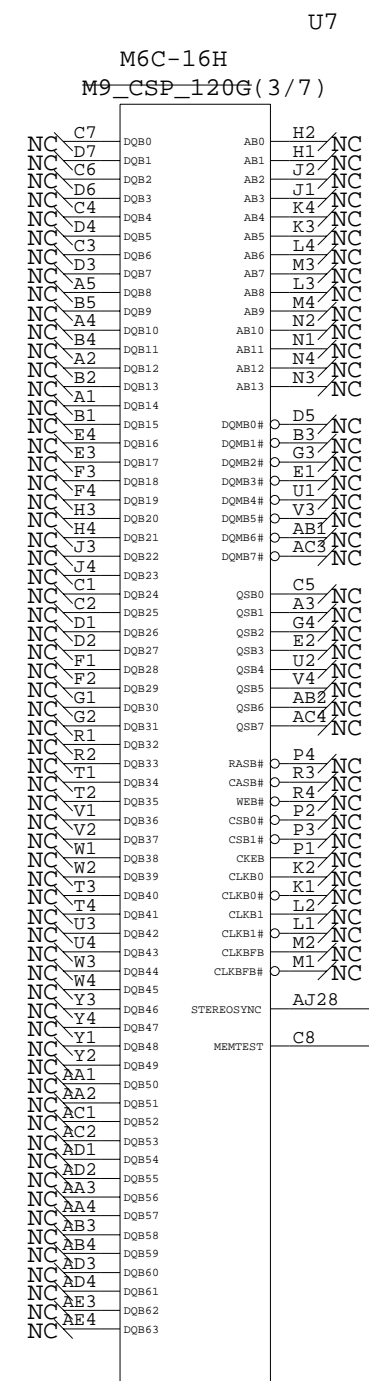 U7
M6C-16H
M9_CSP_120G(3/7)
NC C7 DQB0 AB0 H2 NC
NC D7 DQB1 AB1 H1 NC
NC C6 DQB2 AB2 J2 NC
NC D6 DQB3 AB3 J1 NC
NC C4 DQB4 AB4 K4 NC
NC D4 DQB5 AB5 K3 NC
NC C3 DQB6 AB6 L4 NC
NC D3 DQB7 AB7 M3 NC
NC A5 DQB8 AB8 L3 NC
NC B5 DQB9 AB9 M4 NC
NC A4 DQB10 AB10 N2 NC
NC B4 DQB11 AB11 N1 NC
NC A2 DQB12 AB12 N4 NC
NC B2 DQB13 AB13 N3 NC
NC A1 DQB14
NC B1 DQB15 DQMB0# D5 NC
NC E4 DQB16 DQMB1# B3 NC
NC E3 DQB17 DQMB2# G3 NC
NC F3 DQB18 DQMB3# E1 NC
NC F4 DQB19 DQMB4# U1 NC
NC H3 DQB20 DQMB5# V3 NC
NC H4 DQB21 DQMB6# AB1 NC
NC J3 DQB22 DQMB7# AC3 NC
NC J4 DQB23
NC C1 DQB24 QSB0 C5 NC
NC C2 DQB25 QSB1 A3 NC
NC D1 DQB26 QSB2 G4 NC
NC D2 DQB27 QSB3 E2 NC
NC F1 DQB28 QSB4 U2 NC
NC F2 DQB29 QSB5 V4 NC
NC G1 DQB30 QSB6 AB2 NC
NC G2 DQB31 QSB7 AC4 NC
NC R1 DQB32
NC R2 DQB33 RASB# P4 NC
NC T1 DQB34 CASB# R3 NC
NC T2 DQB35 WEB# R4 NC
NC V1 DQB36 CSB0# P2 NC
NC V2 DQB37 CSB1# P3 NC
NC W1 DQB38 CKEB P1 NC
NC W2 DQB39 CLKB0 K2 NC
NC T3 DQB40 CLKB0# K1 NC
NC T4 DQB41 CLKB1 L2 NC
NC U3 DQB42 CLKB1# L1 NC
NC U4 DQB43 CLKBFB M2 NC
NC W3 DQB44 CLKBFB# M1 NC
NC W4 DQB45
NC Y3 DQB46 STEREOSYNC AJ28
NC Y4 DQB47
NC Y1 DQB48 MEMTEST C8
NC Y2 DQB49
NC AA1 DQB50
NC AA2 DQB51
NC AC1 DQB52
NC AC2 DQB53
NC AD1 DQB54
NC AD2 DQB55
NC AA3 DQB56
NC AA4 DQB57
NC AB3 DQB58
NC AB4 DQB59
NC AD3 DQB60
NC AD4 DQB61
NC AE3 DQB62
NC AE4 DQB63